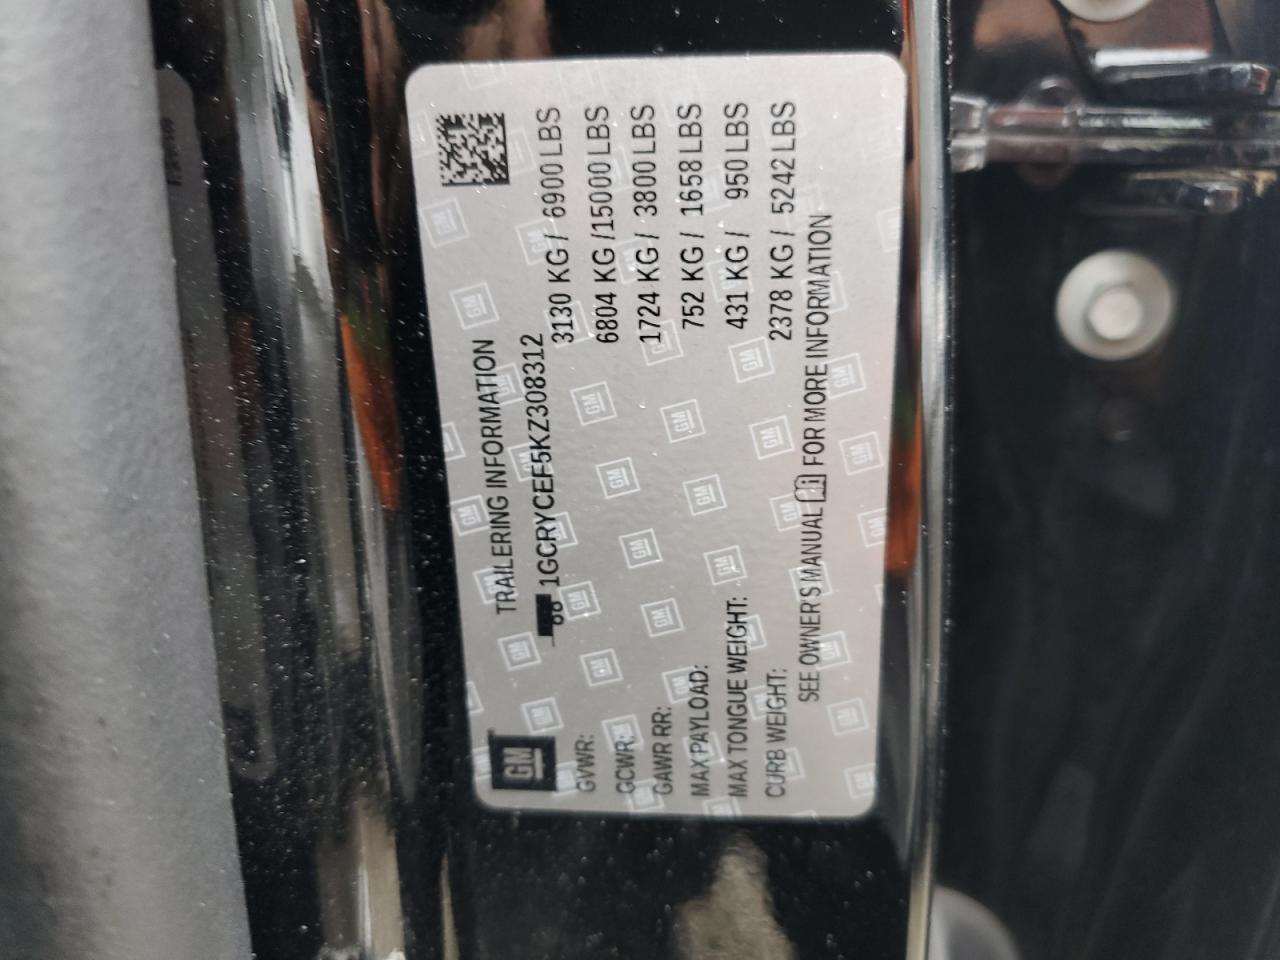 GM
TRAILERING INFORMATION
1GCRYCEF5KZ308312
GVWR: 3130 KG / 6900 LBS
GCWR: 6804 KG /15000 LBS
GAWR RR: 1724 KG / 3800 LBS
MAX PAYLOAD: 752 KG / 1658 LBS
MAX TONGUE WEIGHT: 431 KG / 950 LBS
CURB WEIGHT: 2378 KG / 5242 LBS
SEE OWNER'S MANUAL FOR MORE INFORMATION